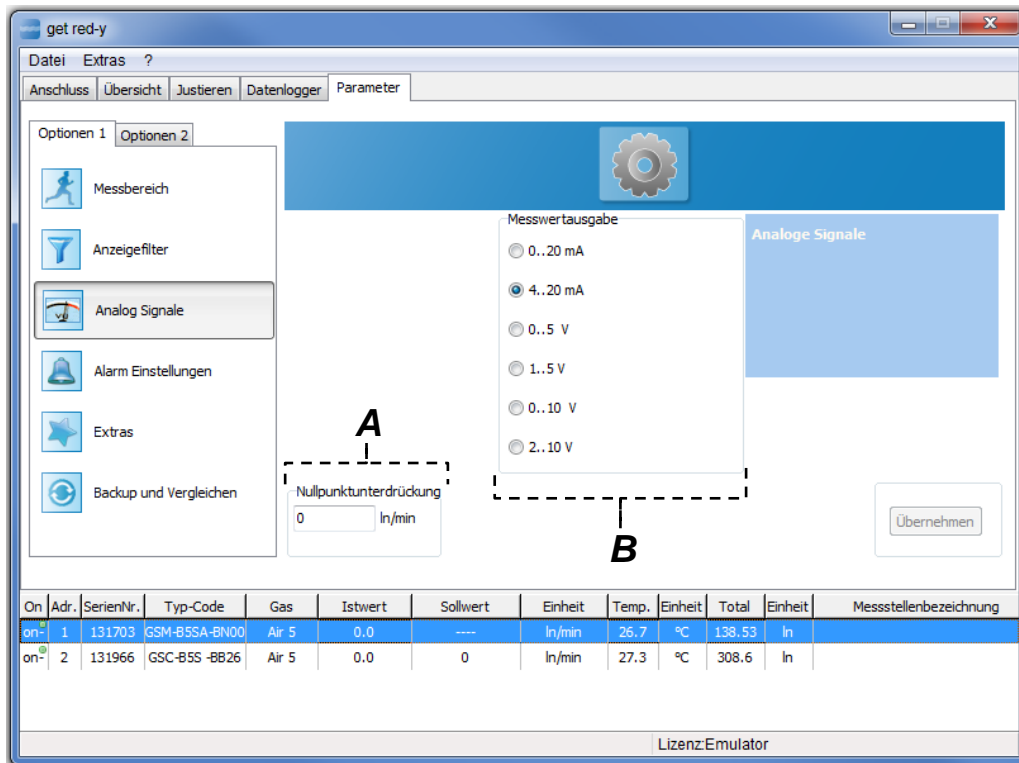 get red-y
Datei Extras ?
Anschluss Übersicht Justieren Datenlogger Parameter
Optionen 1 Optionen 2
Messbereich
Anzeigefilter
Analog Signale
Alarm Einstellungen
Extras
Backup und Vergleichen
Messwertausgabe
0..20 mA
4..20 mA
0..5 V
1..5 V
0..10 V
2..10 V
Analoge Signale
A
Nullpunktunterdrückung
0 ln/min
B
Übernehmen
On Adr. SerienNr. Typ-Code Gas Istwert Sollwert Einheit Temp. Einheit Total Einheit Messstellenbezeichnung
on- 1 131703 GSM-B5SA-BN00 Air 5 0.0 ---- ln/min 26.7 °C 138.53 ln
on- 2 131966 GSC-B5S -BB26 Air 5 0.0 0 ln/min 27.3 °C 308.6 ln
Lizenz:Emulator